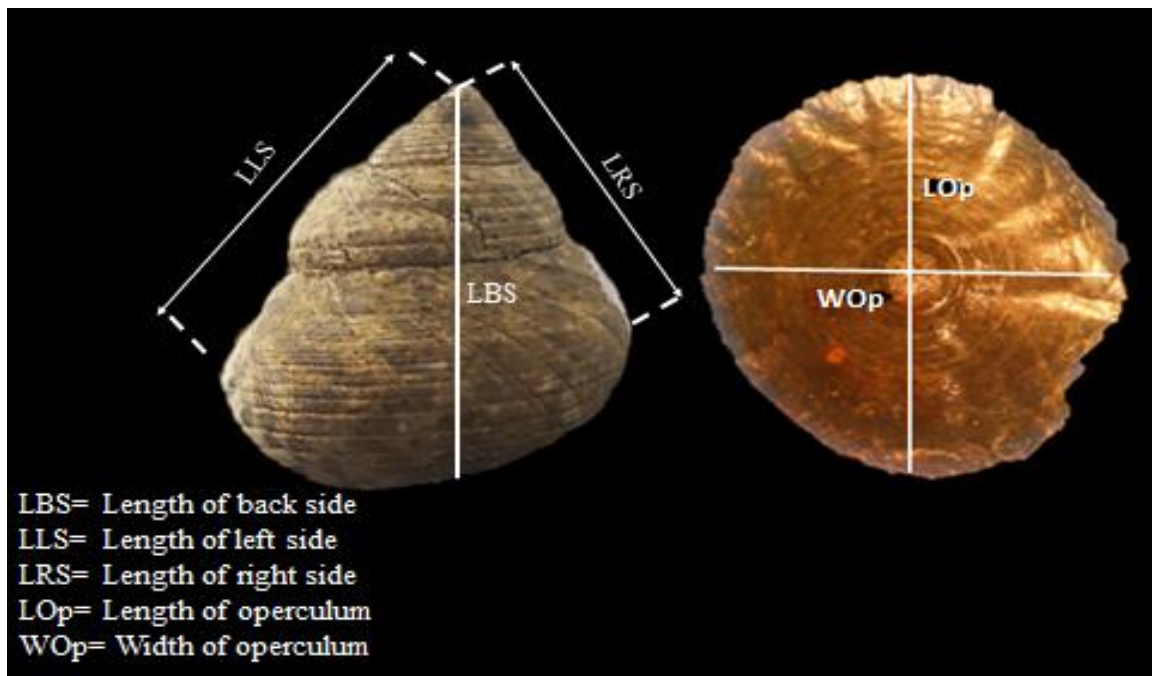 LLS
LRS
LOp
LBS
WOp
LBS= Length of back side
LLS= Length of left side
LRS= Length of right side
LOp= Length of operculum
WOp= Width of operculum